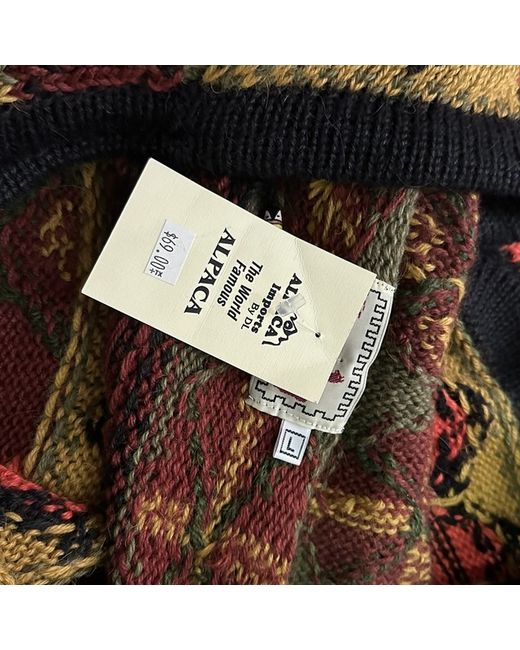 ALPACA
Imports
By DL
The World
Famous
ALPACA
$69.00
L